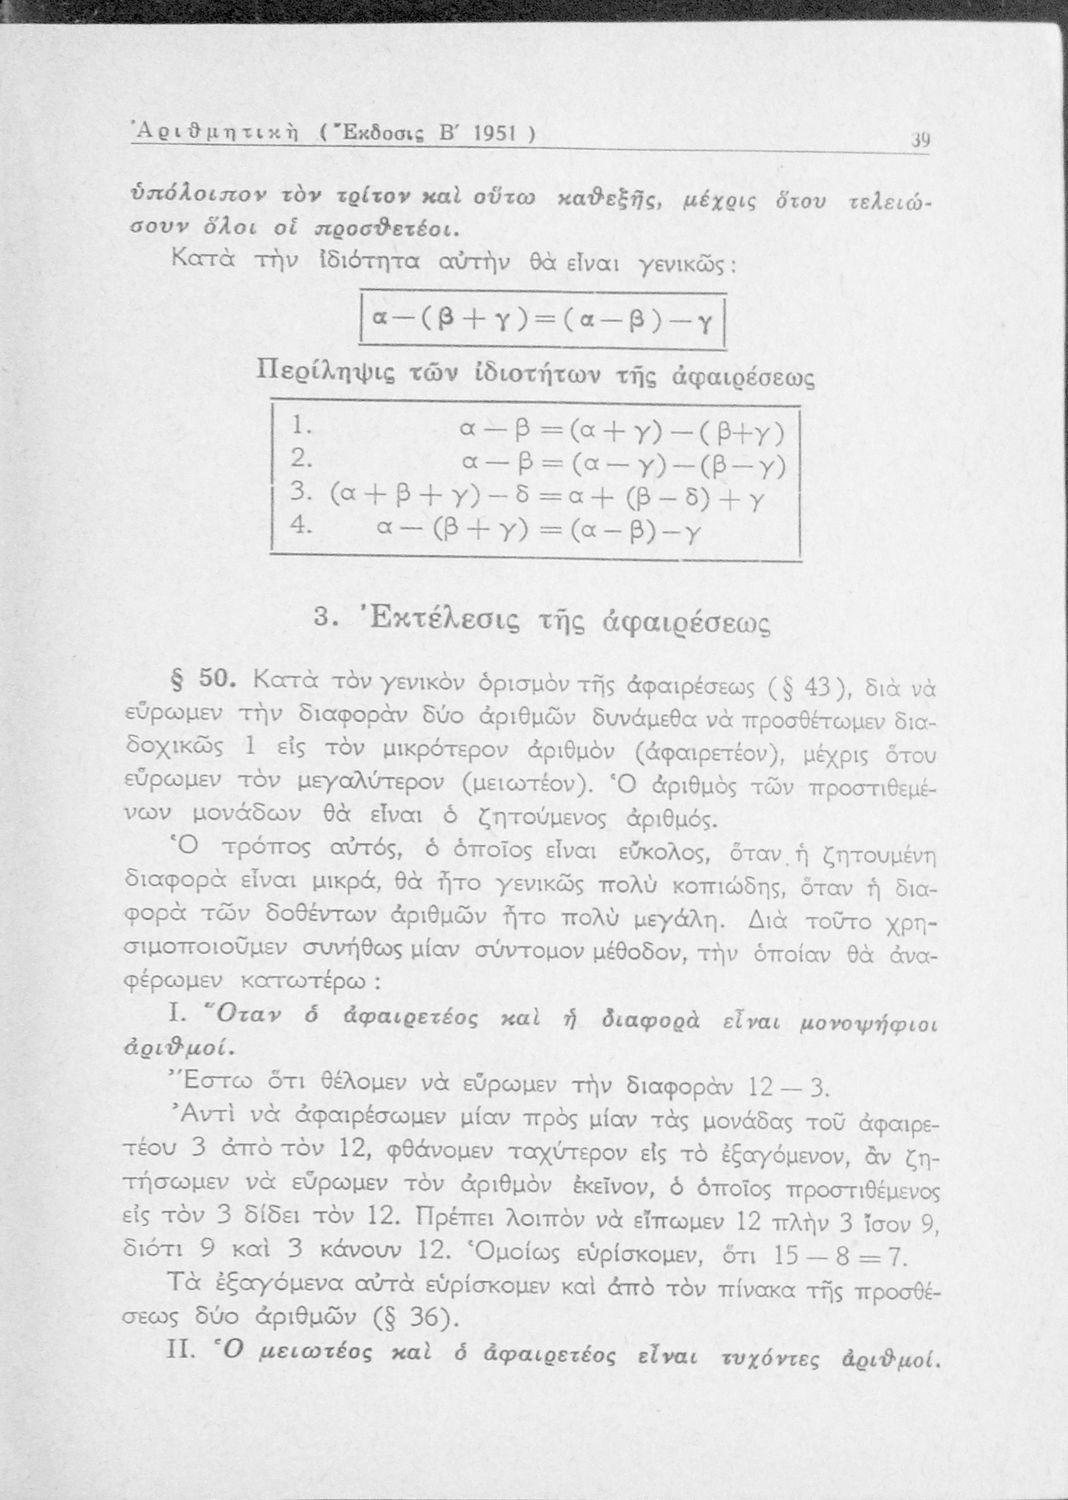 Ἀριθμητικὴ (Ἔκδοσις Β΄ 1951) 39
ὑπόλοιπον τὸν τρίτον καὶ οὕτω καθεξῆς, μέχρις ὅτου τελειώ-
σουν ὅλοι οἱ προσθετέοι.
Κατὰ τὴν ἰδιότητα αὐτὴν θὰ εἶναι γενικῶς:
α—(β+γ)=(α—β)—γ
Περίληψις τῶν ἰδιοτήτων τῆς ἀφαιρέσεως
1. α—β=(α+γ)—(β+γ)
2. α—β=(α—γ)—(β—γ)
3. (α+β+γ)—δ=α+(β—δ)+γ
4. α—(β+γ)=(α—β)—γ
3. Ἐκτέλεσις τῆς ἀφαιρέσεως
§ 50. Κατὰ τὸν γενικὸν ὁρισμὸν τῆς ἀφαιρέσεως (§ 43), διὰ νὰ
εὕρωμεν τὴν διαφορὰν δύο ἀριθμῶν δυνάμεθα νὰ προσθέτωμεν δια-
δοχικῶς 1 εἰς τὸν μικρότερον ἀριθμὸν (ἀφαιρετέον), μέχρις ὅτου
εὕρωμεν τὸν μεγαλύτερον (μειωτέον). Ὁ ἀριθμὸς τῶν προστιθεμέ-
νων μονάδων θὰ εἶναι ὁ ζητούμενος ἀριθμός.
Ὁ τρόπος αὐτός, ὁ ὁποῖος εἶναι εὔκολος, ὅταν ἡ ζητουμένη
διαφορὰ εἶναι μικρά, θὰ ἦτο γενικῶς πολὺ κοπιώδης, ὅταν ἡ δια-
φορὰ τῶν δοθέντων ἀριθμῶν ἦτο πολὺ μεγάλη. Διὰ τοῦτο χρη-
σιμοποιοῦμεν συνήθως μίαν σύντομον μέθοδον, τὴν ὁποίαν θὰ ἀνα-
φέρωμεν κατωτέρω:
I. Ὅταν ὁ ἀφαιρετέος καὶ ἡ διαφορὰ εἶναι μονοψήφιοι
ἀριθμοί.
Ἔστω ὅτι θέλομεν νὰ εὕρωμεν τὴν διαφορὰν 12 — 3.
Ἀντὶ νὰ ἀφαιρέσωμεν μίαν πρὸς μίαν τὰς μονάδας τοῦ ἀφαιρε-
τέου 3 ἀπὸ τὸν 12, φθάνομεν ταχύτερον εἰς τὸ ἐξαγόμενον, ἂν ζη-
τήσωμεν νὰ εὕρωμεν τὸν ἀριθμὸν ἐκεῖνον, ὁ ὁποῖος προστιθέμενος
εἰς τὸν 3 δίδει τὸν 12. Πρέπει λοιπὸν νὰ εἴπωμεν 12 πλὴν 3 ἴσον 9,
διότι 9 καὶ 3 κάνουν 12. Ὁμοίως εὑρίσκομεν, ὅτι 15 — 8 = 7.
Τὰ ἐξαγόμενα αὐτὰ εὑρίσκομεν καὶ ἀπὸ τὸν πίνακα τῆς προσθέ-
σεως δύο ἀριθμῶν (§ 36).
II. Ὁ μειωτέος καὶ ὁ ἀφαιρετέος εἶναι τυχόντες ἀριθμοί.